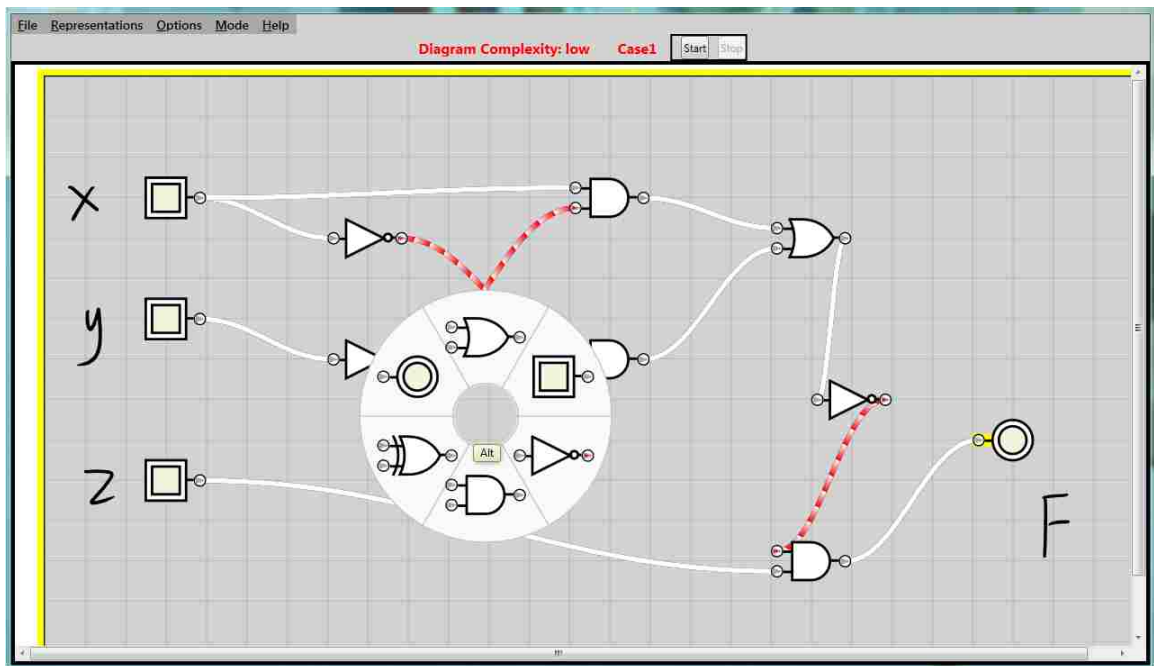 File Representations Options Mode Help
Diagram Complexity: low Case1 Start Stop
x
y
Alt
z
F